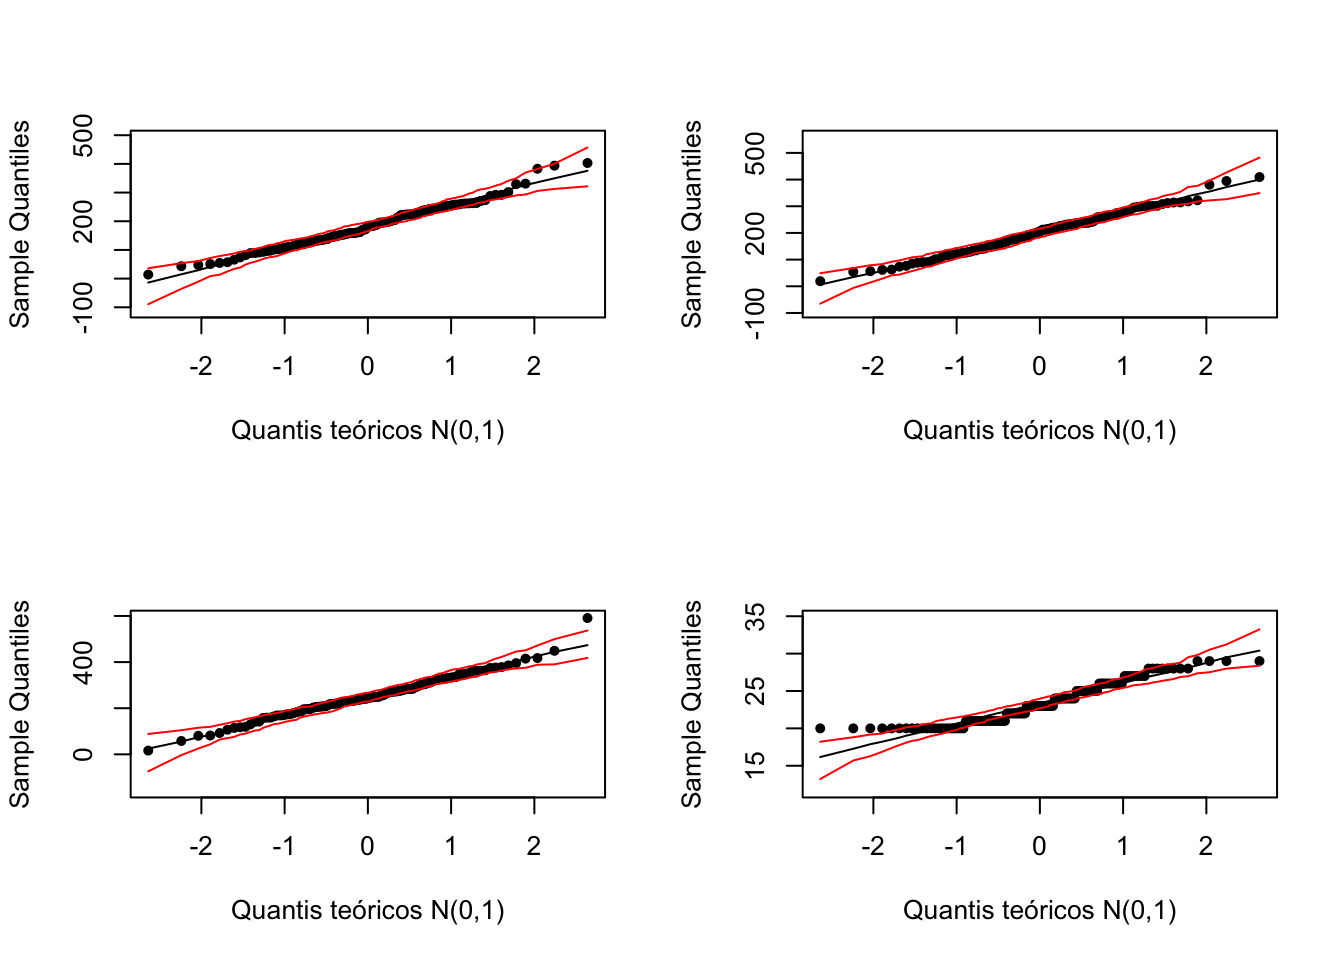 Sample Quantiles
500
200
-100
-2 -1 0 1 2
Quantis teóricos N(0,1)
Sample Quantiles
500
200
-100
-2 -1 0 1 2
Quantis teóricos N(0,1)
Sample Quantiles
400
0
-2 -1 0 1 2
Quantis teóricos N(0,1)
Sample Quantiles
35
25
15
-2 -1 0 1 2
Quantis teóricos N(0,1)